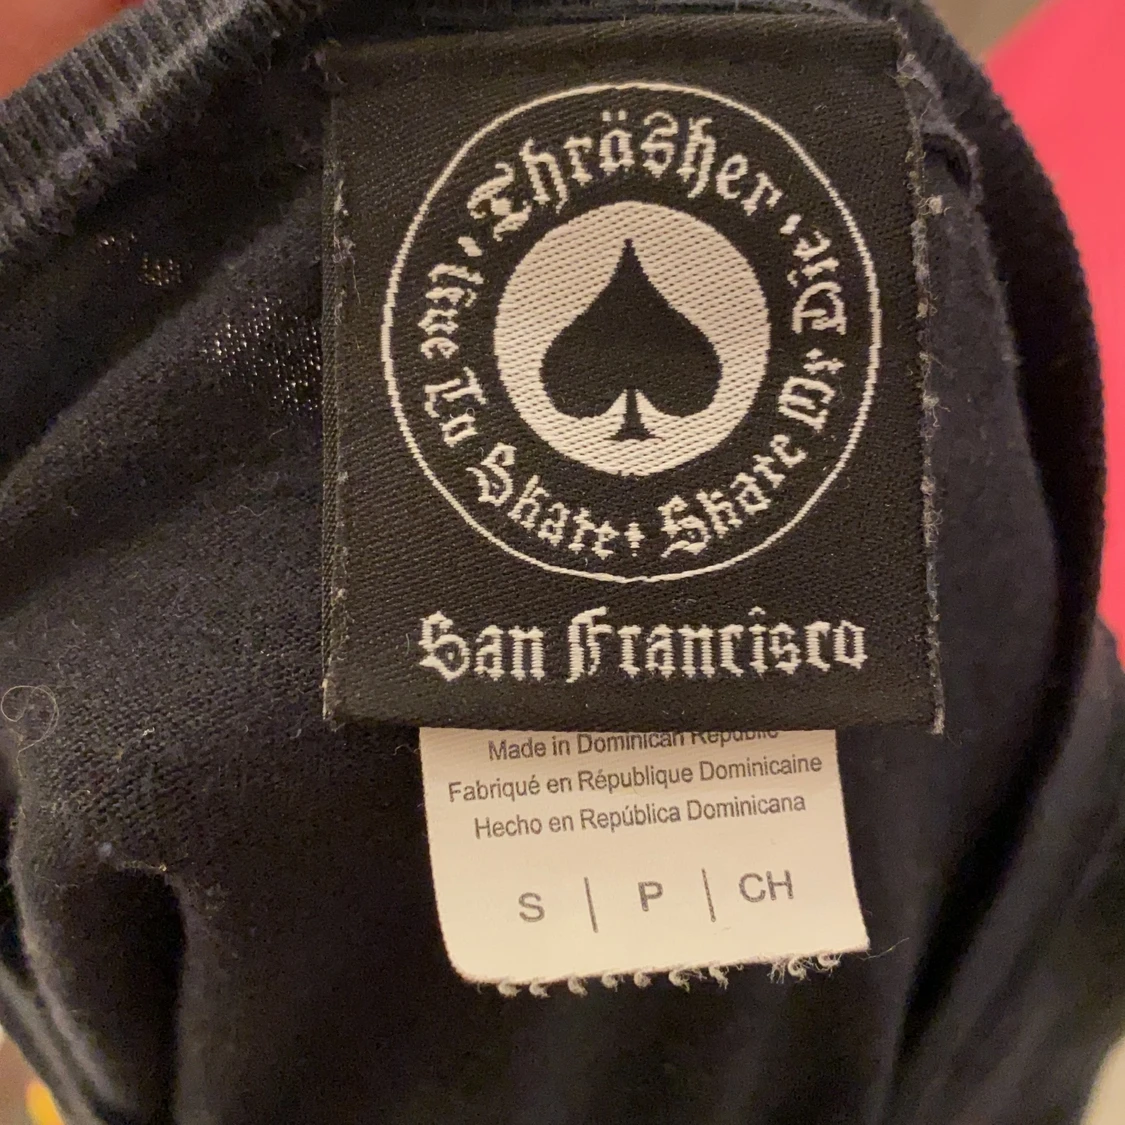 Thräsher
• live To Skate • Skate Or Die •
San Francisco
Made in Dominican Republic
Fabriqué en République Dominicaine
Hecho en República Dominicana
S | P | CH